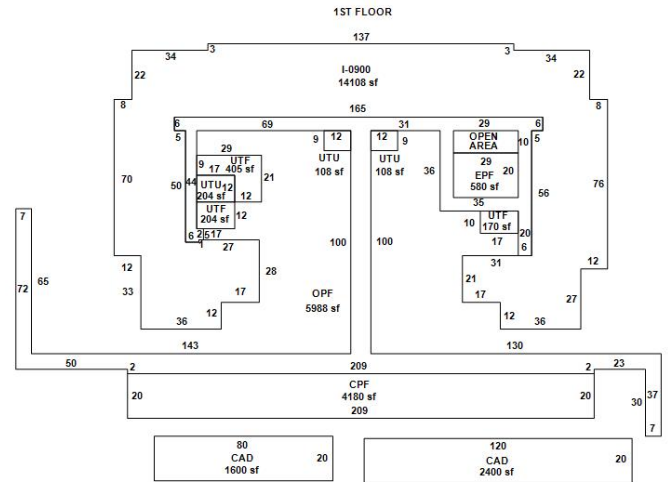 1ST FLOOR
137
34 3 3 34
22 I-0900 22
14108 sf
8 8
165
6 69 31 29 6
5 9 12 12 9 OPEN 10 5
AREA
29 UTU UTU 29
9 UTF 108 sf 108 sf 20
405 sf EPF
17 21 36 580 sf
70 50 44 UTU 12 56 76
204 sf 12
UTF 12 35
204 sf 10 UTF
170 sf 20
6 2 5 17 100 100 17 6
27
7 12 31 12
65 28 21
72 33 OPF 27
17 5988 sf 17
12 12
36 36
143 130
50 2 209 2 23
20 CPF 20 30 37
4180 sf
209
7
80 120
CAD 20 CAD 20
1600 sf 2400 sf